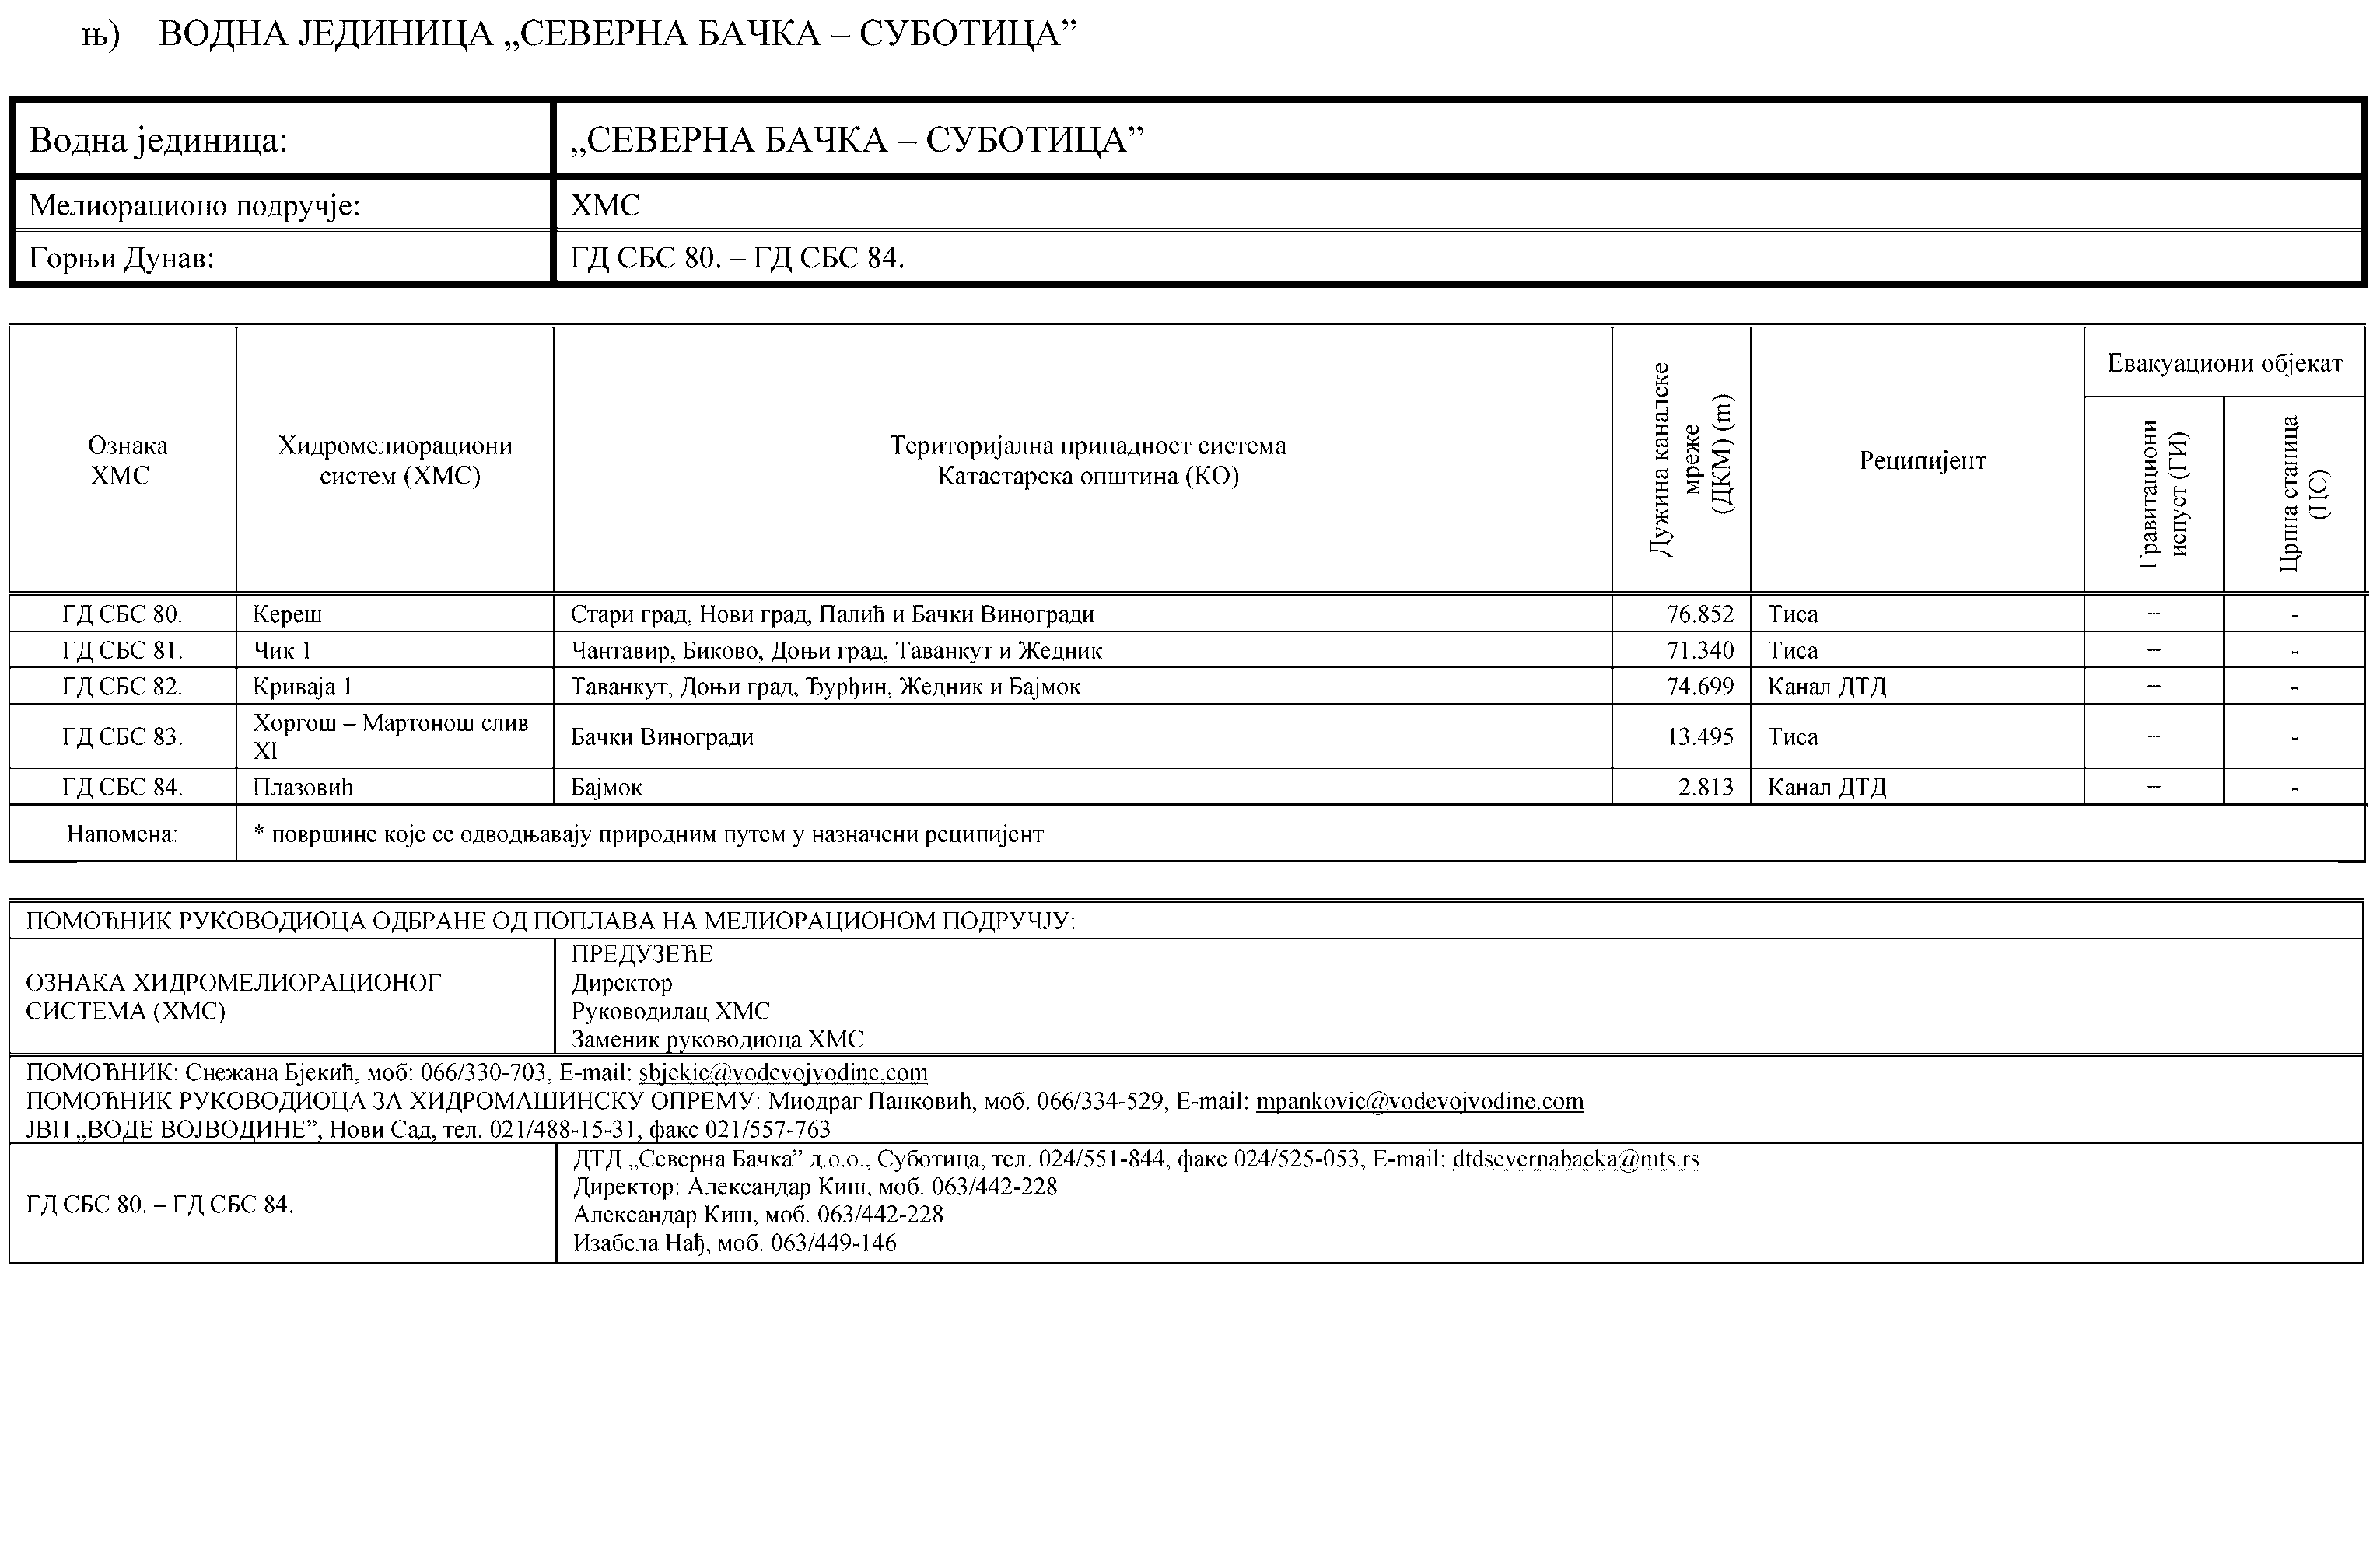 њ) ВОДНА ЈЕДИНИЦА „СЕВЕРНА БАЧКА – СУБОТИЦА”
Водна јединица: „СЕВЕРНА БАЧКА – СУБОТИЦА”
Мелиорационо подручје: ХМС
Горњи Дунав: ГД СБС 80. – ГД СБС 84.
Ознака
ХМС
Хидромелиорациони
систем (ХМС)
Територијална припадност система
Катастарска општина (КО)
Дужина каналске
мреже
(ДКМ) (m)
Реципијент
Евакуациони објекат
Гравитациони
испуст (ГИ)
Црпна станица
(ЦС)
ГД СБС 80. Кереш Стари град, Нови град, Палић и Бачки Виногради 76.852 Тиса + -
ГД СБС 81. Чик 1 Чантавир, Биково, Доњи град, Таванкут и Жедник 71.340 Тиса + -
ГД СБС 82. Криваја 1 Таванкут, Доњи град, Ђурђин, Жедник и Бајмок 74.699 Канал ДТД + -
ГД СБС 83. Хоргош – Мартонош слив
XI Бачки Виногради 13.495 Тиса + -
ГД СБС 84. Плазовић Бајмок 2.813 Канал ДТД + -
Напомена: * површине које се одводњавају природним путем у назначени реципијент
ПОМОЋНИК РУКОВОДИОЦА ОДБРАНЕ ОД ПОПЛАВА НА МЕЛИОРАЦИОНОМ ПОДРУЧЈУ:
ОЗНАКА ХИДРОМЕЛИОРАЦИОНОГ
СИСТЕМА (ХМС)
ПРЕДУЗЕЋЕ
Директор
Руководилац ХМС
Заменик руководиоца ХМС
ПОМОЋНИК: Снежана Бјекић, моб: 066/330-703, E-mail: sbjekic@vodevojvodine.com
ПОМОЋНИК РУКОВОДИОЦА ЗА ХИДРОМАШИНСКУ ОПРЕМУ: Миодраг Панковић, моб. 066/334-529, E-mail: mpankovic@vodevojvodine.com
ЈВП „ВОДЕ ВОЈВОДИНЕ”, Нови Сад, тел. 021/488-15-31, факс 021/557-763
ГД СБС 80. – ГД СБС 84.
ДТД „Северна Бачка” д.о.о., Суботица, тел. 024/551-844, факс 024/525-053, E-mail: dtdsevernabacka@mts.rs
Директор: Александар Киш, моб. 063/442-228
Александар Киш, моб. 063/442-228
Изабела Нађ, моб. 063/449-146